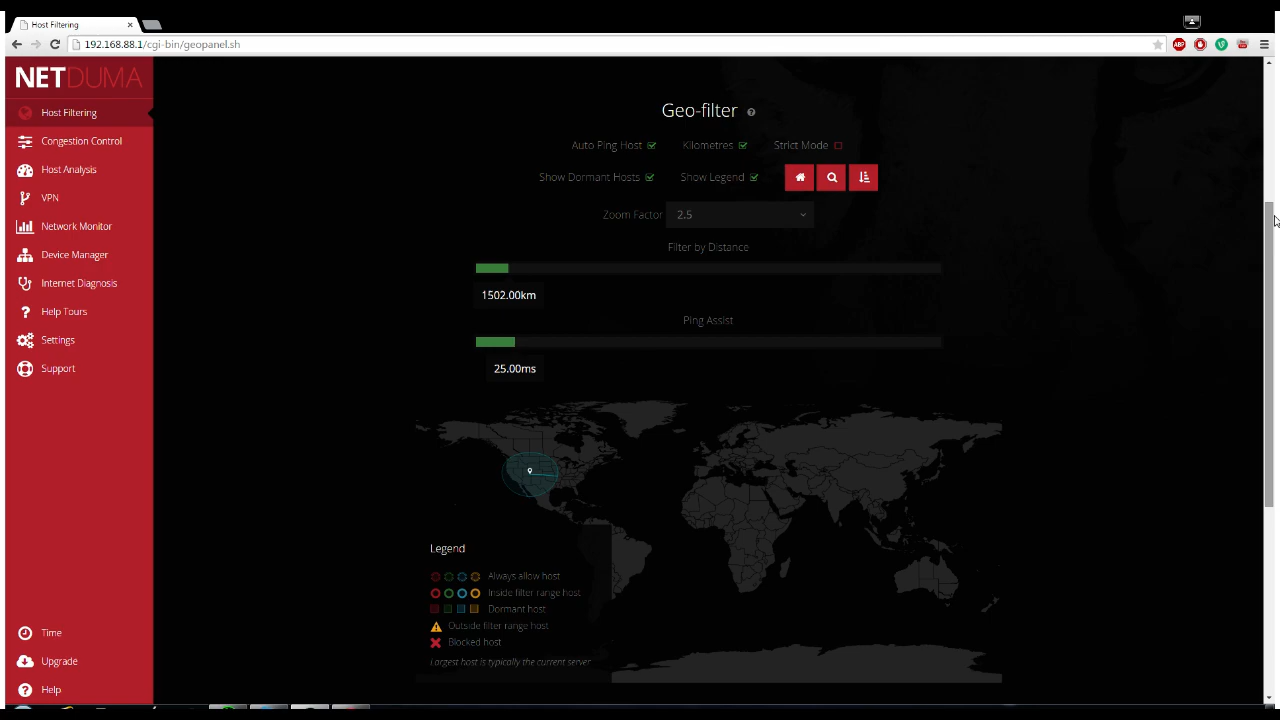 Host Filtering
192.168.88.1/cgi-bin/geopanel.sh
ABP
NETDUMA
Host Filtering
Congestion Control
Host Analysis
VPN
Network Monitor
Device Manager
Internet Diagnosis
Help Tours
Settings
Support
Time
Upgrade
Help
Geo-filter
Auto Ping Host Kilometres Strict Mode
Show Dormant Hosts Show Legend
Zoom Factor 2.5
Filter by Distance
1502.00km
Ping Assist
25.00ms
Legend
Always allow host
Inside filter range host
Dormant host
Outside filter range host
Blocked host
Largest host is typically the current server